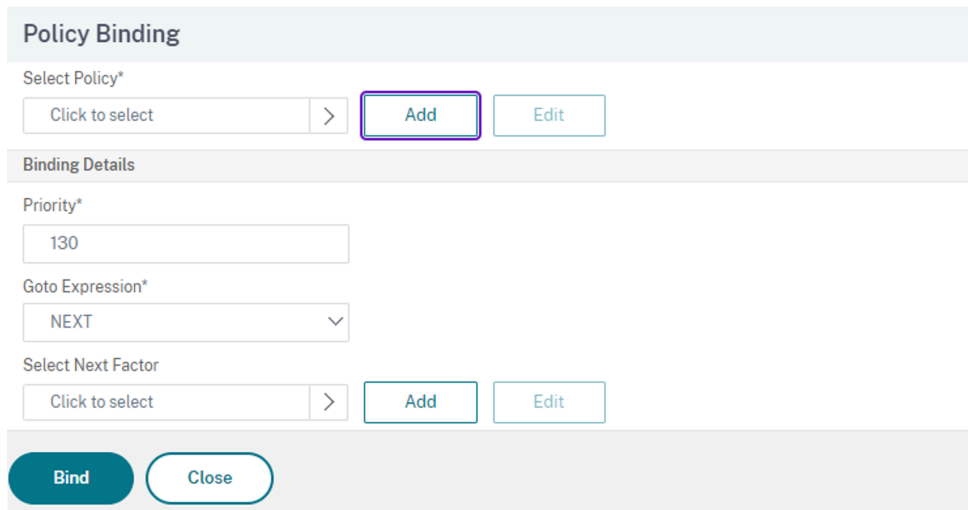 Policy Binding
Select Policy*
Click to select Add Edit
Binding Details
Priority*
130
Goto Expression*
NEXT
Select Next Factor
Click to select Add Edit
Bind Close